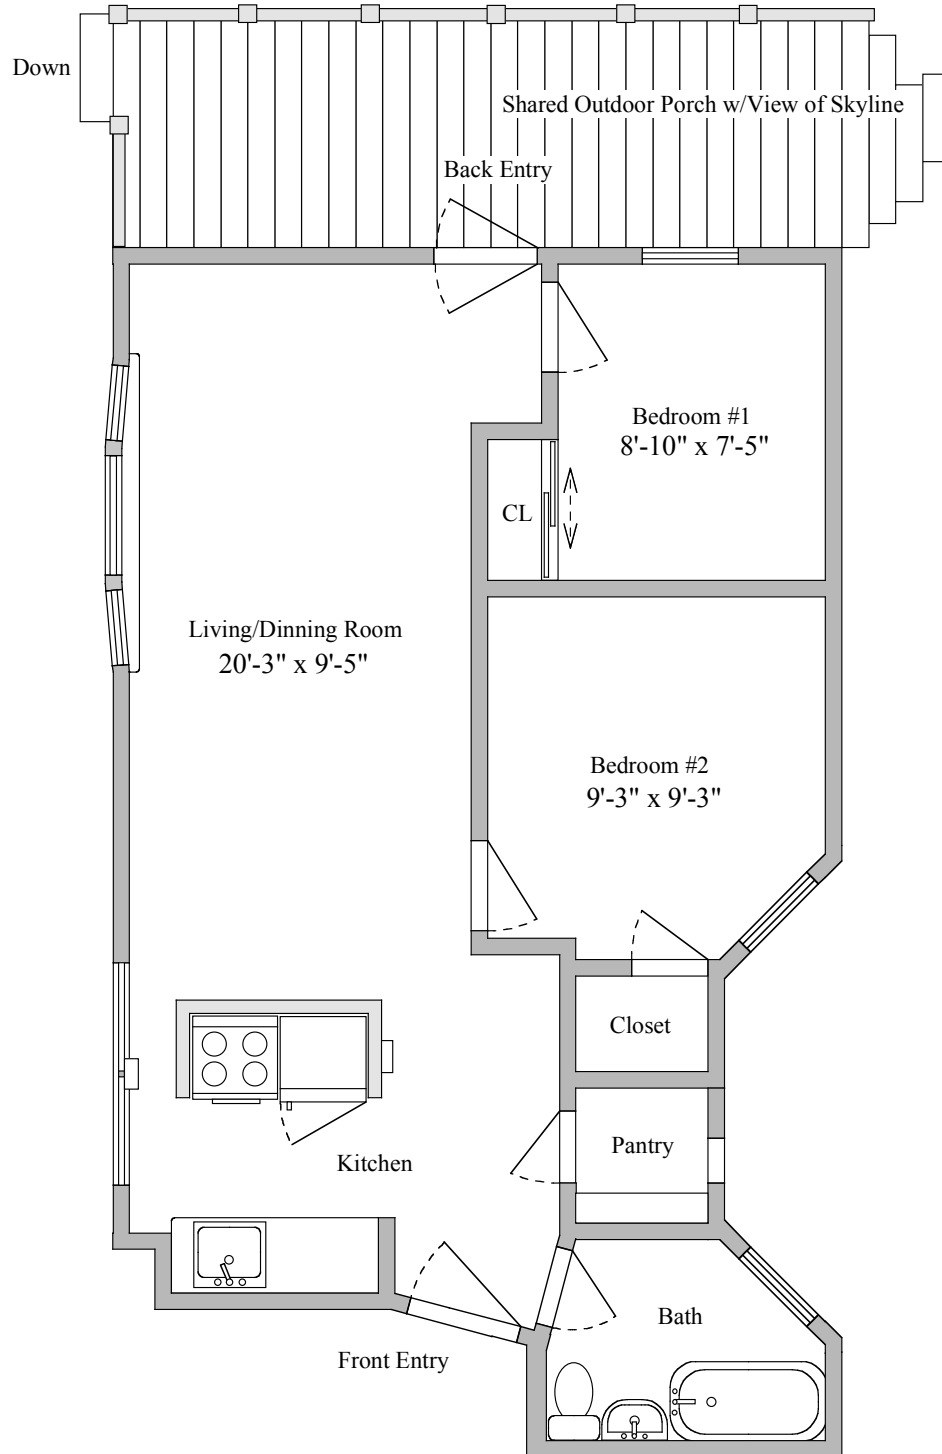 Down
Shared Outdoor Porch w/View of Skyline
Back Entry
Bedroom #1
8'-10" x 7'-5"
CL
Living/Dinning Room
20'-3" x 9'-5"
Bedroom #2
9'-3" x 9'-3"
Closet
Pantry
Kitchen
Bath
Front Entry